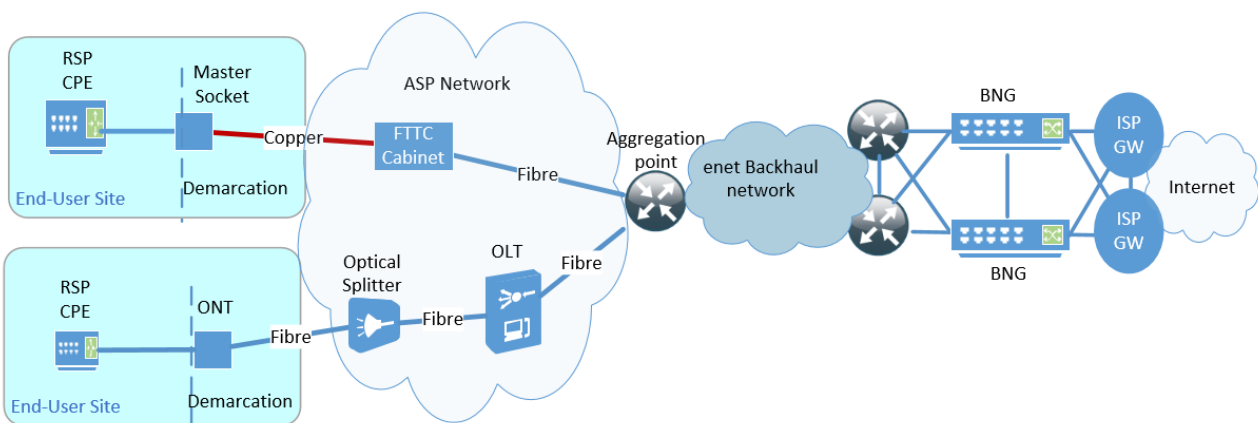 RSP
CPE
Master
Socket
Copper
Demarcation
End-User Site
ASP Network
FTTC
Cabinet
Fibre
Aggregation
point
enet Backhaul
network
BNG
BNG
ISP
GW
ISP
GW
Internet
RSP
CPE
ONT
Fibre
Demarcation
End-User Site
Optical
Splitter
Fibre
OLT
Fibre